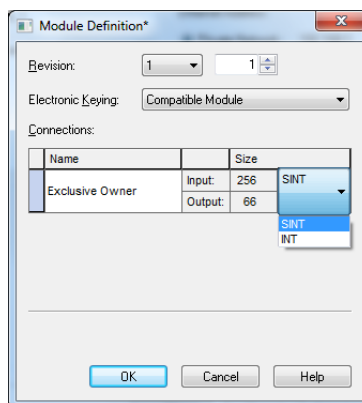 Module Definition*
Revision: 1 1
Electronic Keying: Compatible Module
Connections:
Name Size
Exclusive Owner Input: 256 SINT
Output: 66
SINT
INT
OK Cancel Help